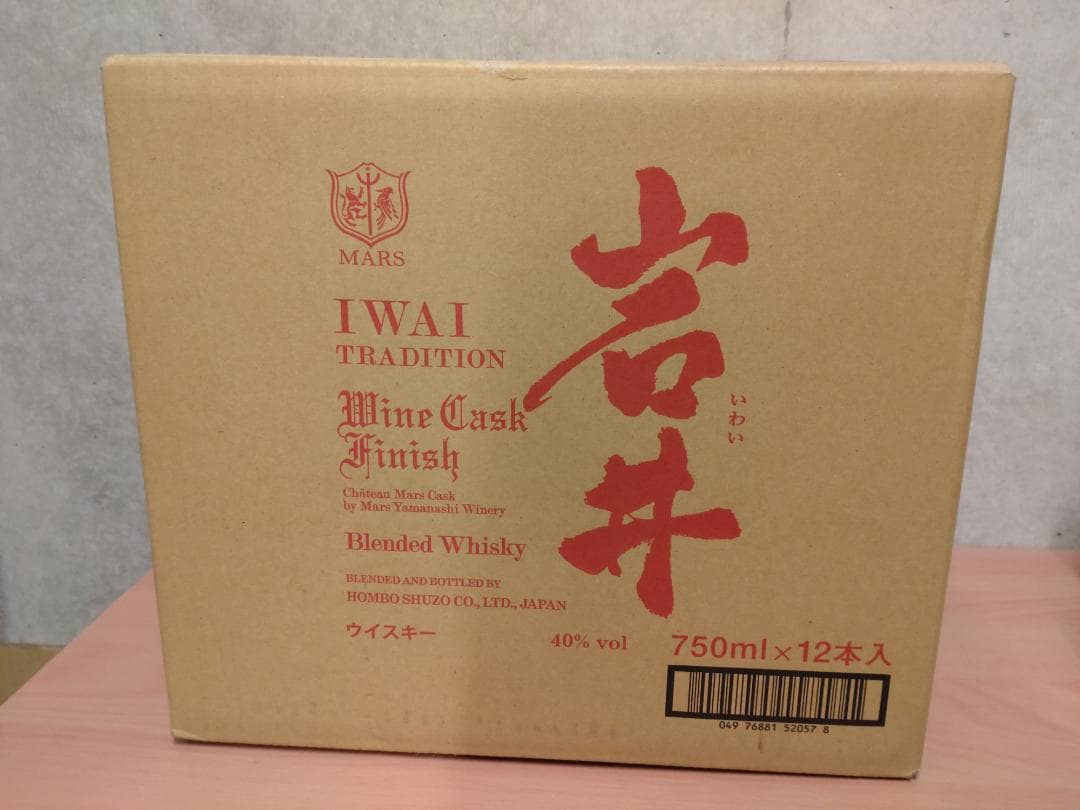 MARS
IWAI
TRADITION
Wine Cask
Finish
Château Mars Cask
by Mars Yamanashi Winery
Blended Whisky
BLENDED AND BOTTLED BY
HOMBO SHUZO CO., LTD., JAPAN
ウイスキー
40% vol
岩井
いわい
750ml×12本入
049 76881 52057 8